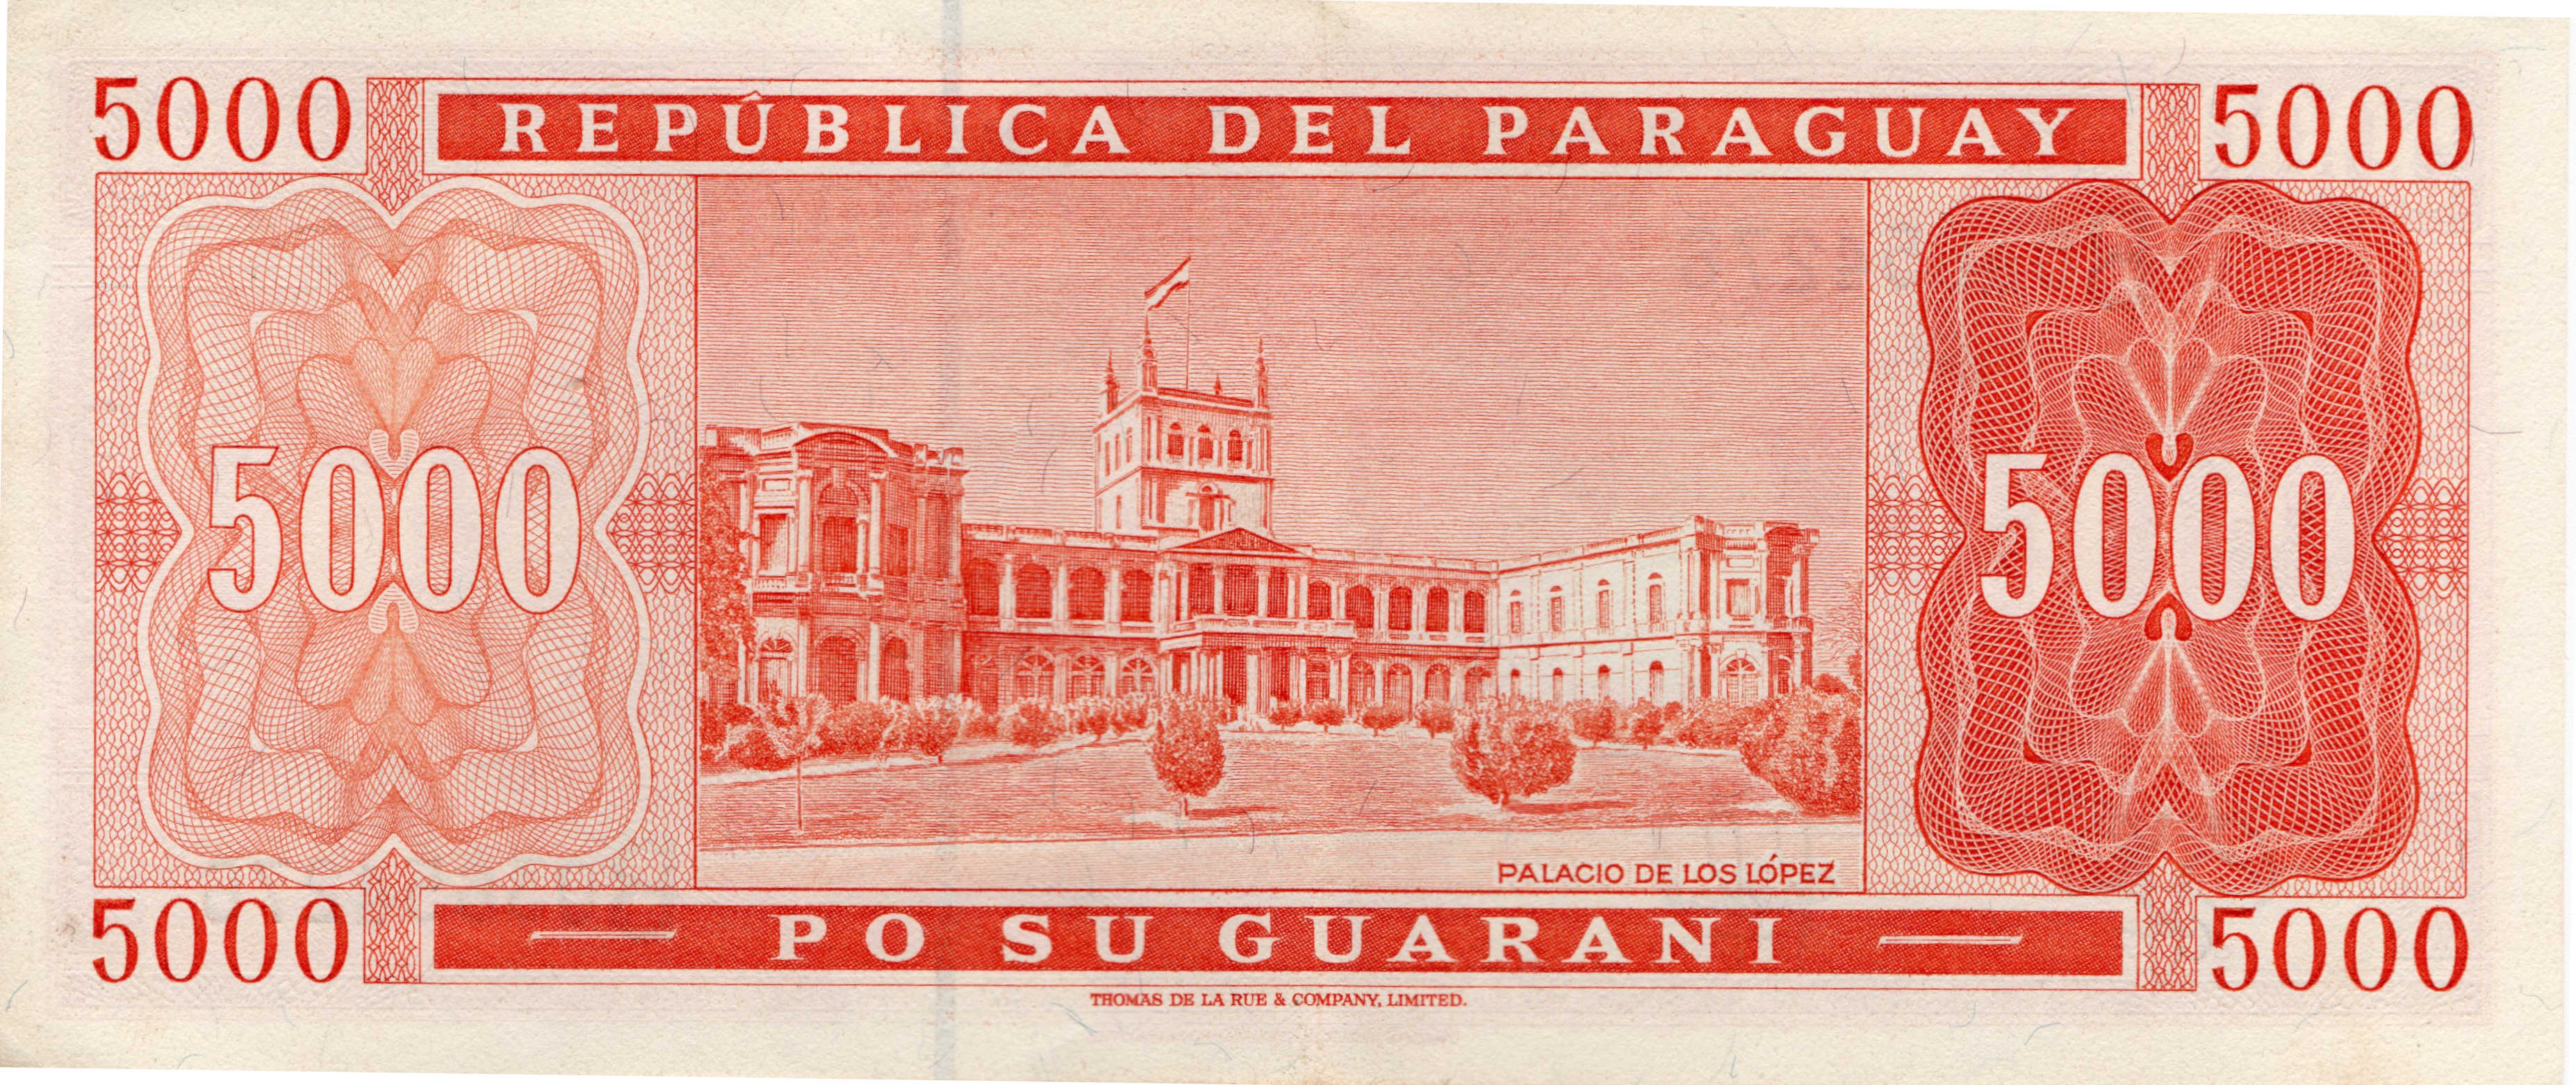 5000 REPÚBLICA DEL PARAGUAY 5000
5000 5000
PALACIO DE LOS LÓPEZ
5000 — PO SU GUARANI — 5000
THOMAS DE LA RUE & COMPANY, LIMITED.